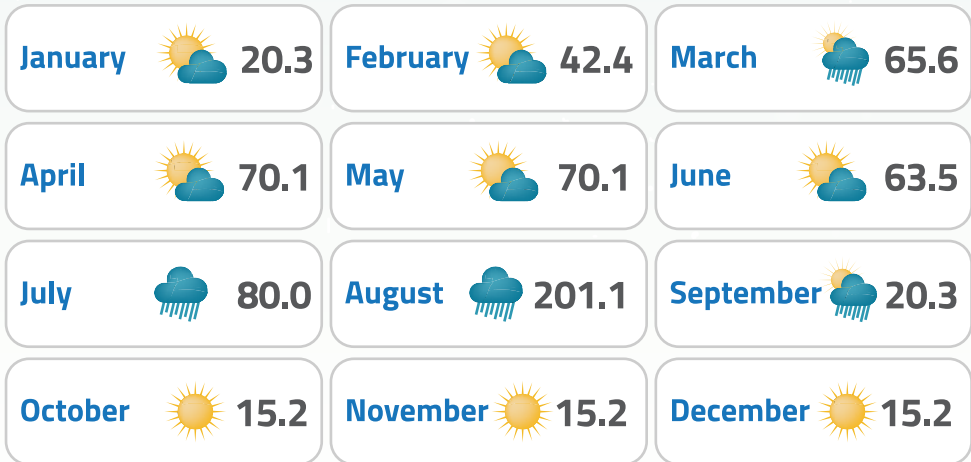 January 20.3 February 42.4 March 65.6
April 70.1 May 70.1 June 63.5
July 80.0 August 201.1 September 20.3
October 15.2 November 15.2 December 15.2